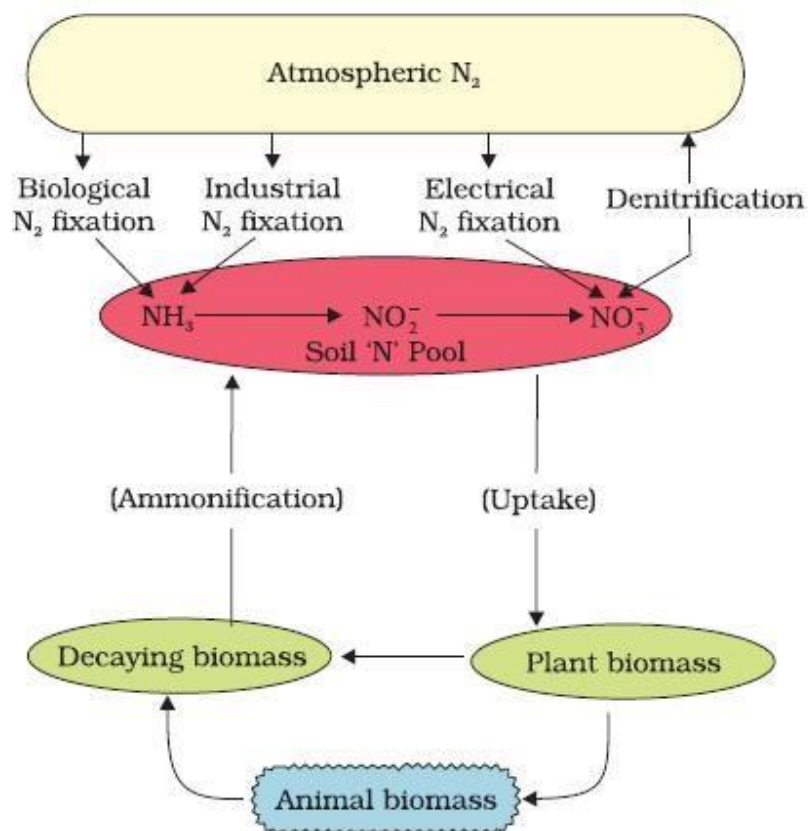 Atmospheric N₂
Biological
N₂ fixation
Industrial
N₂ fixation
Electrical
N₂ fixation
Denitrification
NH₃
NO₂⁻
NO₃⁻
Soil ‘N’ Pool
(Ammonification)
(Uptake)
Decaying biomass
Plant biomass
Animal biomass